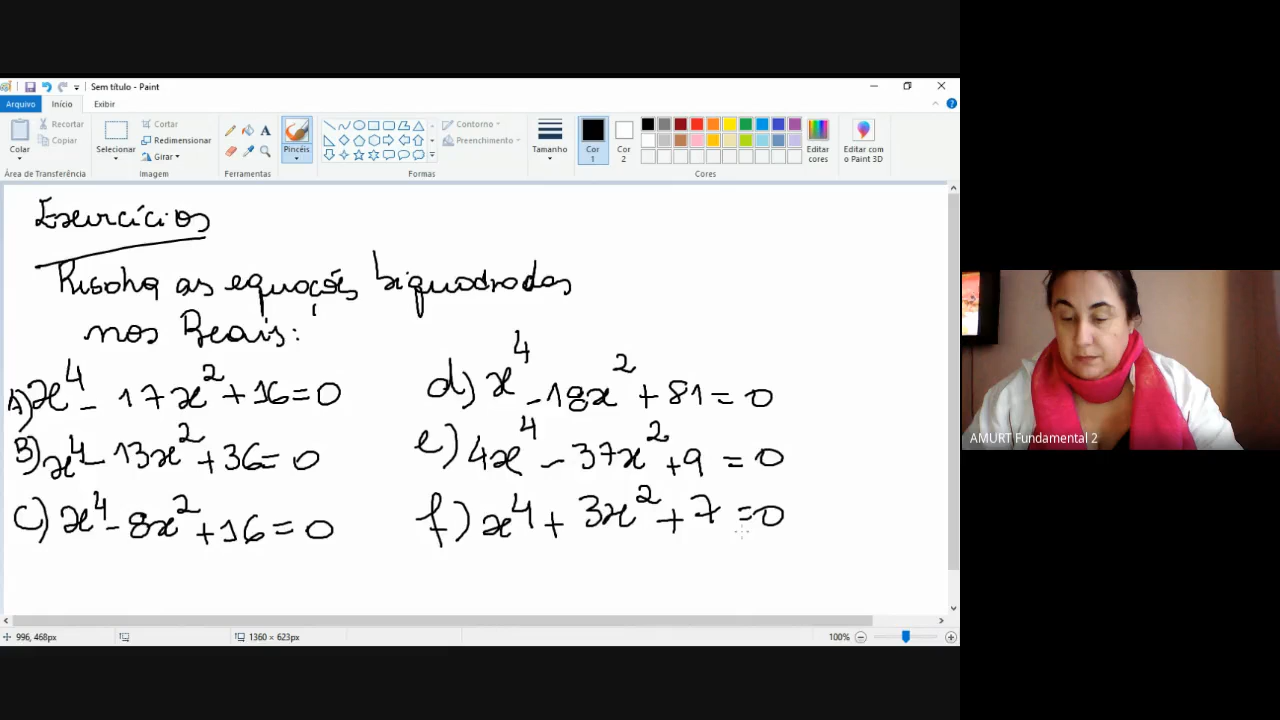 Sem título - Paint
Arquivo Início Exibir
Colar
Recortar
Copiar
Área de Transferência
Selecionar
Cortar
Redimensionar
Girar
Imagem
Ferramentas
Pincéis
Contorno
Preenchimento
Formas
Tamanho
Cor 1
Cor 2
Editar cores
Editar com o Paint 3D
Cores
Exercícios
Resolva as equações biquadradas
nos Reais:
A) x⁴ - 17x² + 16 = 0
B) x⁴ - 13x² + 36 = 0
C) x⁴ - 8x² + 16 = 0
d) x⁴ - 18x² + 81 = 0
e) 4x⁴ - 37x² + 9 = 0
f) x⁴ + 3x² + 7 = 0
AMURT Fundamental 2
996, 468px
1360 × 623px
100%